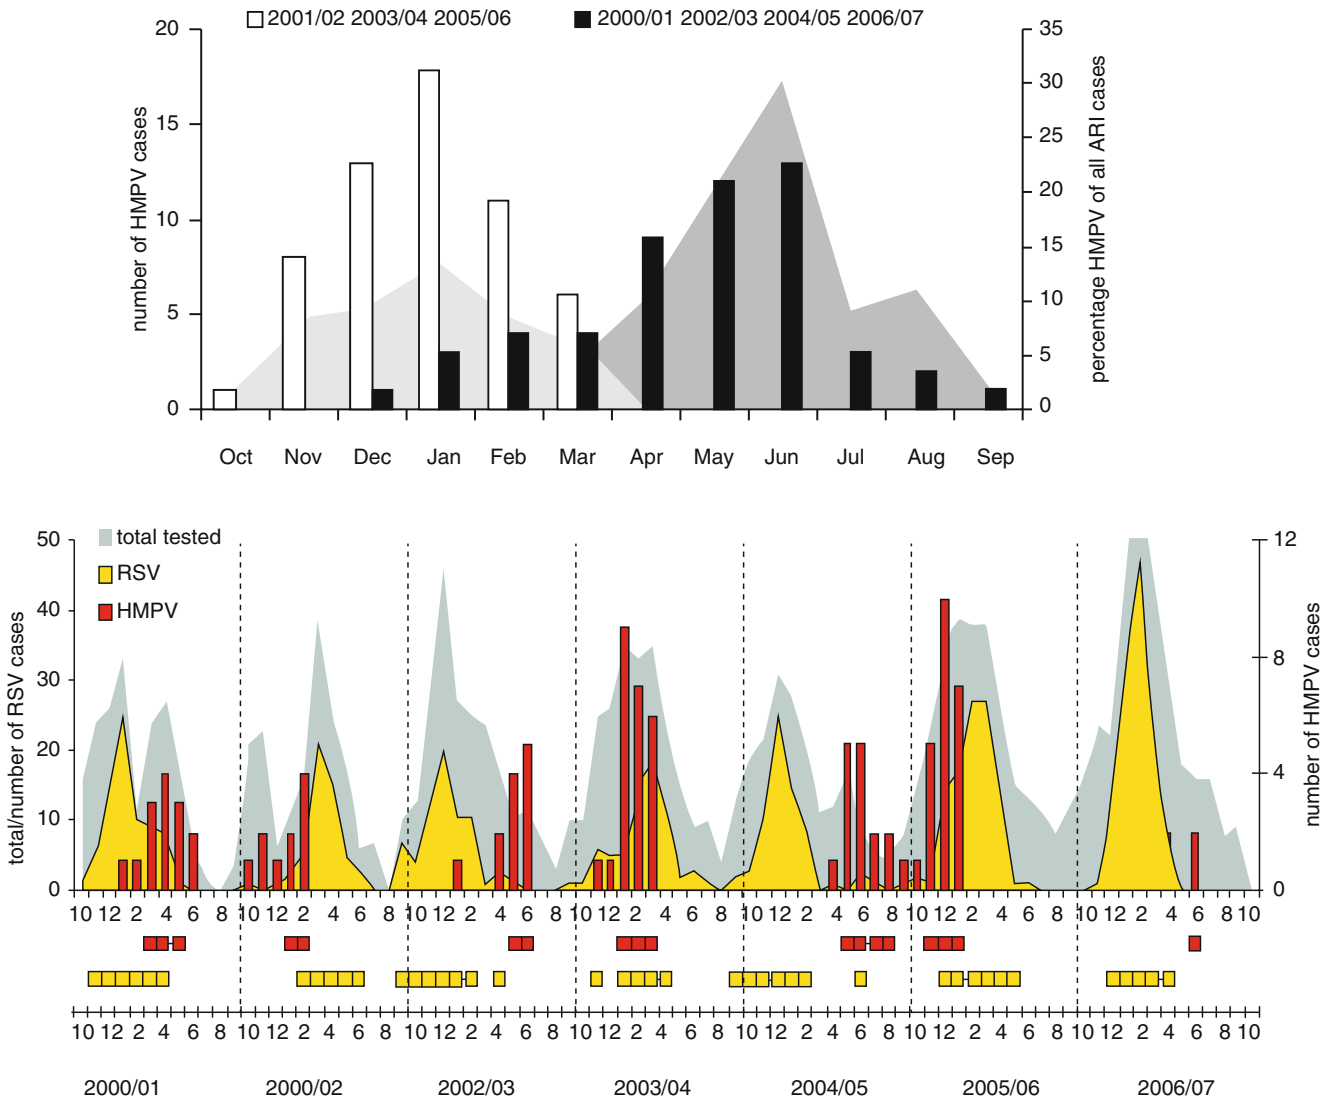 2001/02 2003/04 2005/06 2000/01 2002/03 2004/05 2006/07
number of HMPV cases
20
15
10
5
0
percentage HMPV of all ARI cases
35
30
25
20
15
10
5
0
Oct Nov Dec Jan Feb Mar Apr May Jun Jul Aug Sep
total tested
RSV
HMPV
total/number of RSV cases
50
40
30
20
10
0
number of HMPV cases
12
8
4
0
10 12 2 4 6 8 10 12 2 4 6 8 10 12 2 4 6 8 10 12 2 4 6 8 10 12 2 4 6 8 10 12 2 4 6 8 10 12 2 4 6 8 10
10 12 2 4 6 8 10 12 2 4 6 8 10 12 2 4 6 8 10 12 2 4 6 8 10 12 2 4 6 8 10 12 2 4 6 8 10 12 2 4 6 8 10
2000/01 2000/02 2002/03 2003/04 2004/05 2005/06 2006/07